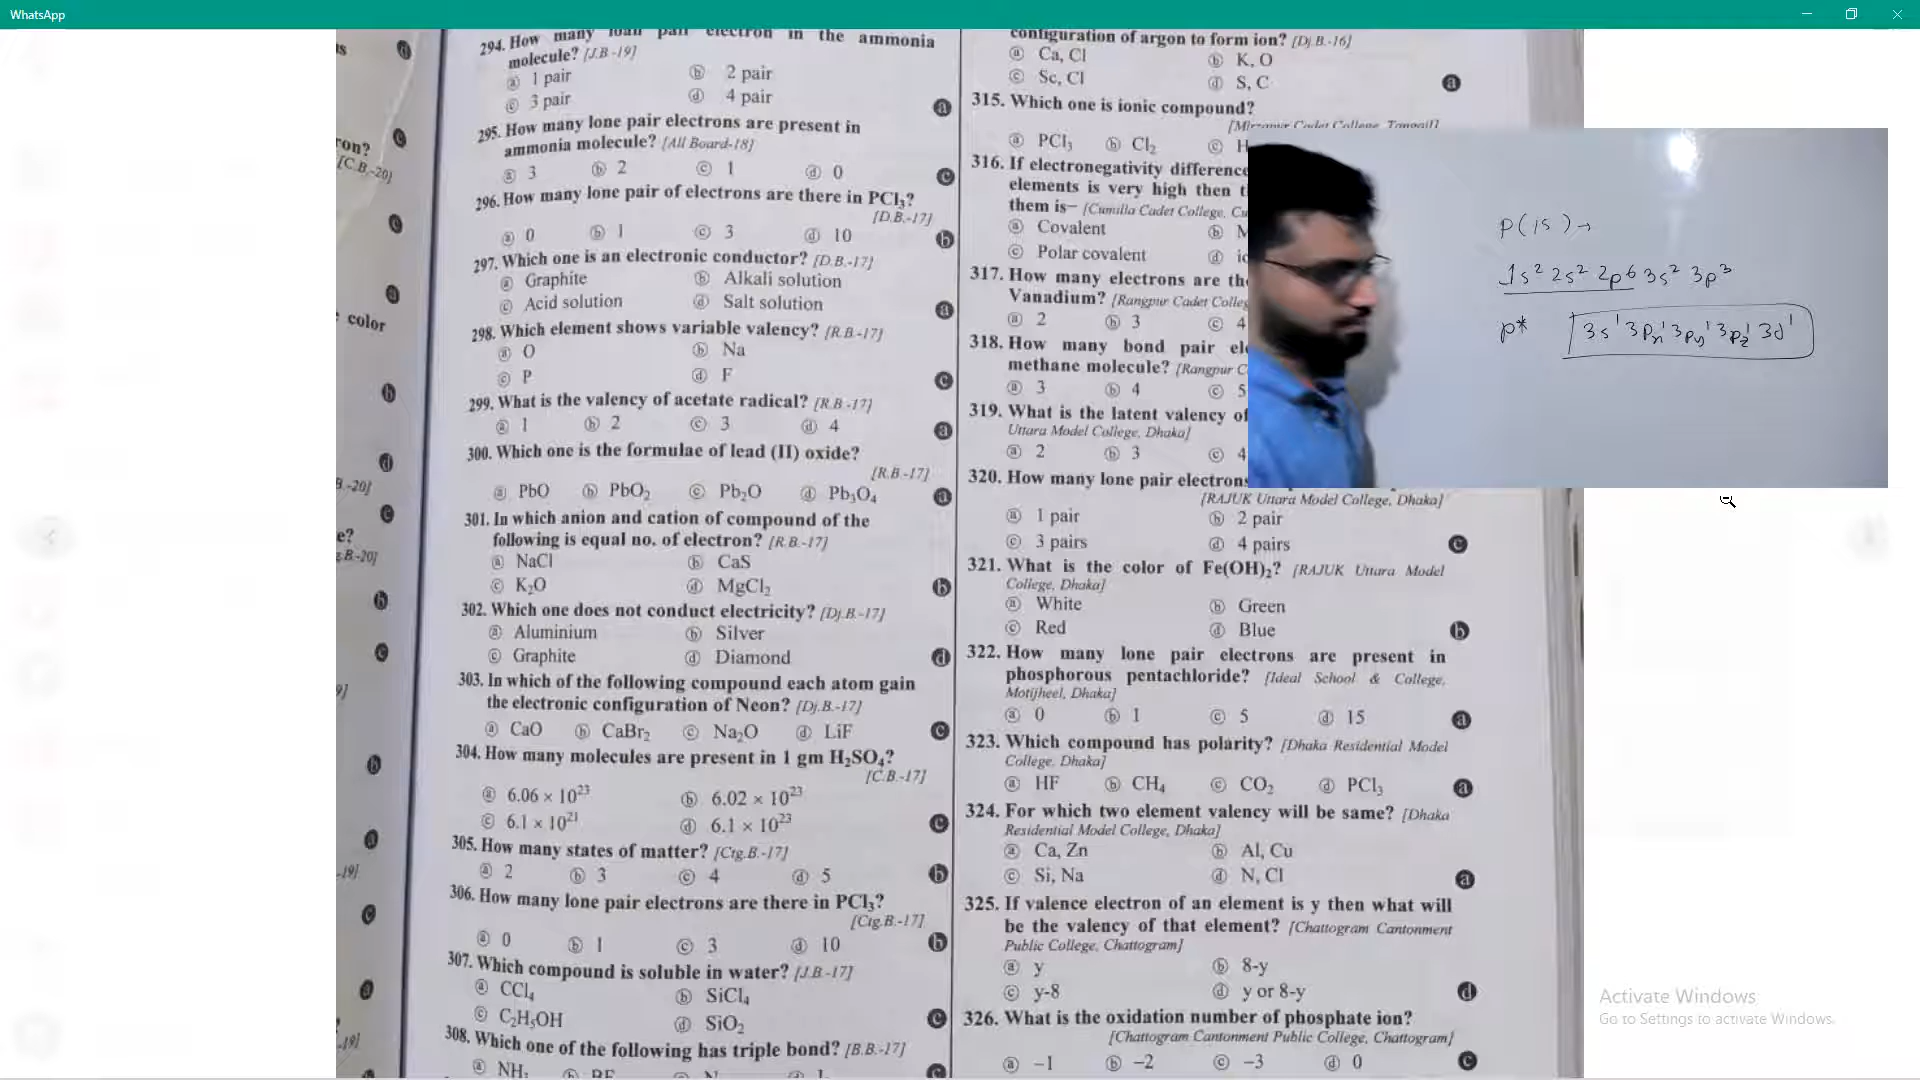 WhatsApp
294. How many loan pair electron in the ammonia
molecule? [J.B-19]
ⓐ 1 pair ⓑ 2 pair
ⓒ 3 pair ⓓ 4 pair
295. How many lone pair electrons are present in
ammonia molecule? [All Board-18]
ⓐ 3 ⓑ 2 ⓒ 1 ⓓ 0
296. How many lone pair of electrons are there in PCl₃?
[D.B.-17]
ⓐ 0 ⓑ 1 ⓒ 3 ⓓ 10
297. Which one is an electronic conductor? [D.B.-17]
ⓐ Graphite ⓑ Alkali solution
ⓒ Acid solution ⓓ Salt solution
298. Which element shows variable valency? [R.B-17]
ⓐ O ⓑ Na
ⓒ P ⓓ F
299. What is the valency of acetate radical? [R.B-17]
ⓐ 1 ⓑ 2 ⓒ 3 ⓓ 4
300. Which one is the formulae of lead (II) oxide?
[R.B-17]
ⓐ PbO ⓑ PbO₂ ⓒ Pb₂O ⓓ Pb₃O₄
301. In which anion and cation of compound of the
following is equal no. of electron? [R.B.-17]
ⓐ NaCl ⓑ CaS
ⓒ K₂O ⓓ MgCl₂
302. Which one does not conduct electricity? [Dj.B.-17]
ⓐ Aluminium ⓑ Silver
ⓒ Graphite ⓓ Diamond
303. In which of the following compound each atom gain
the electronic configuration of Neon? [Dj.B.-17]
ⓐ CaO ⓑ CaBr₂ ⓒ Na₂O ⓓ LiF
304. How many molecules are present in 1 gm H₂SO₄?
[C.B.-17]
ⓐ 6.06 × 10²³ ⓑ 6.02 × 10²³
ⓒ 6.1 × 10²¹ ⓓ 6.1 × 10²³
305. How many states of matter? [Ctg.B.-17]
ⓐ 2 ⓑ 3 ⓒ 4 ⓓ 5
306. How many lone pair electrons are there in PCl₃?
[Ctg.B.-17]
ⓐ 0 ⓑ 1 ⓒ 3 ⓓ 10
307. Which compound is soluble in water? [J.B-17]
ⓐ CCl₄ ⓑ SiCl₄
ⓒ C₂H₅OH ⓓ SiO₂
308. Which one of the following has triple bond? [B.B.-17]
configuration of argon to form ion? [Dj.B.-16]
ⓐ Ca, Cl ⓑ K, O
ⓒ Sc, Cl ⓓ S, C
315. Which one is ionic compound?
[Mirzapur Cadet College, Tangail]
ⓐ PCl₃ ⓑ Cl₂ ⓒ H
316. If electronegativity difference
elements is very high then
them is– [Cumilla Cadet College,
ⓐ Covalent ⓑ
ⓒ Polar covalent ⓓ
317. How many electrons are
Vanadium? [Rangpur Cadet
ⓐ 2 ⓑ 3 ⓒ 4
318. How many bond pair
methane molecule? [Rangpur
ⓐ 3 ⓑ 4 ⓒ 5
319. What is the latent valency of
Uttara Model College, Dhaka]
ⓐ 2 ⓑ 3 ⓒ 4
320. How many lone pair electrons
[RAJUK Uttara Model College, Dhaka]
ⓐ 1 pair ⓑ 2 pair
ⓒ 3 pairs ⓓ 4 pairs
321. What is the color of Fe(OH)₂? [RAJUK Uttara Model
College, Dhaka]
ⓐ White ⓑ Green
ⓒ Red ⓓ Blue
322. How many lone pair electrons are present in
phosphorous pentachloride? [Ideal School & College,
Motijheel, Dhaka]
ⓐ 0 ⓑ 1 ⓒ 5 ⓓ 15
323. Which compound has polarity? [Dhaka Residential Model
College, Dhaka]
ⓐ HF ⓑ CH₄ ⓒ CO₂ ⓓ PCl₃
324. For which two element valency will be same? [Dhaka
Residential Model College, Dhaka]
ⓐ Ca, Zn ⓑ Al, Cu
ⓒ Si, Na ⓓ N, Cl
325. If valence electron of an element is y then what will
be the valency of that element? [Chattogram Cantonment
Public College, Chattogram]
ⓐ y ⓑ 8-y
ⓒ y-8 ⓓ y or 8-y
326. What is the oxidation number of phosphate ion?
[Chattogram Cantonment Public College, Chattogram]
ⓐ −1 ⓑ −2 ⓒ −3 ⓓ 0
P(15) →
1s² 2s² 2p⁶ 3s² 3p³
P*
3s¹ 3pₓ¹ 3pᵧ¹ 3p_z¹ 3d¹
Activate Windows
Go to Settings to activate Windows.